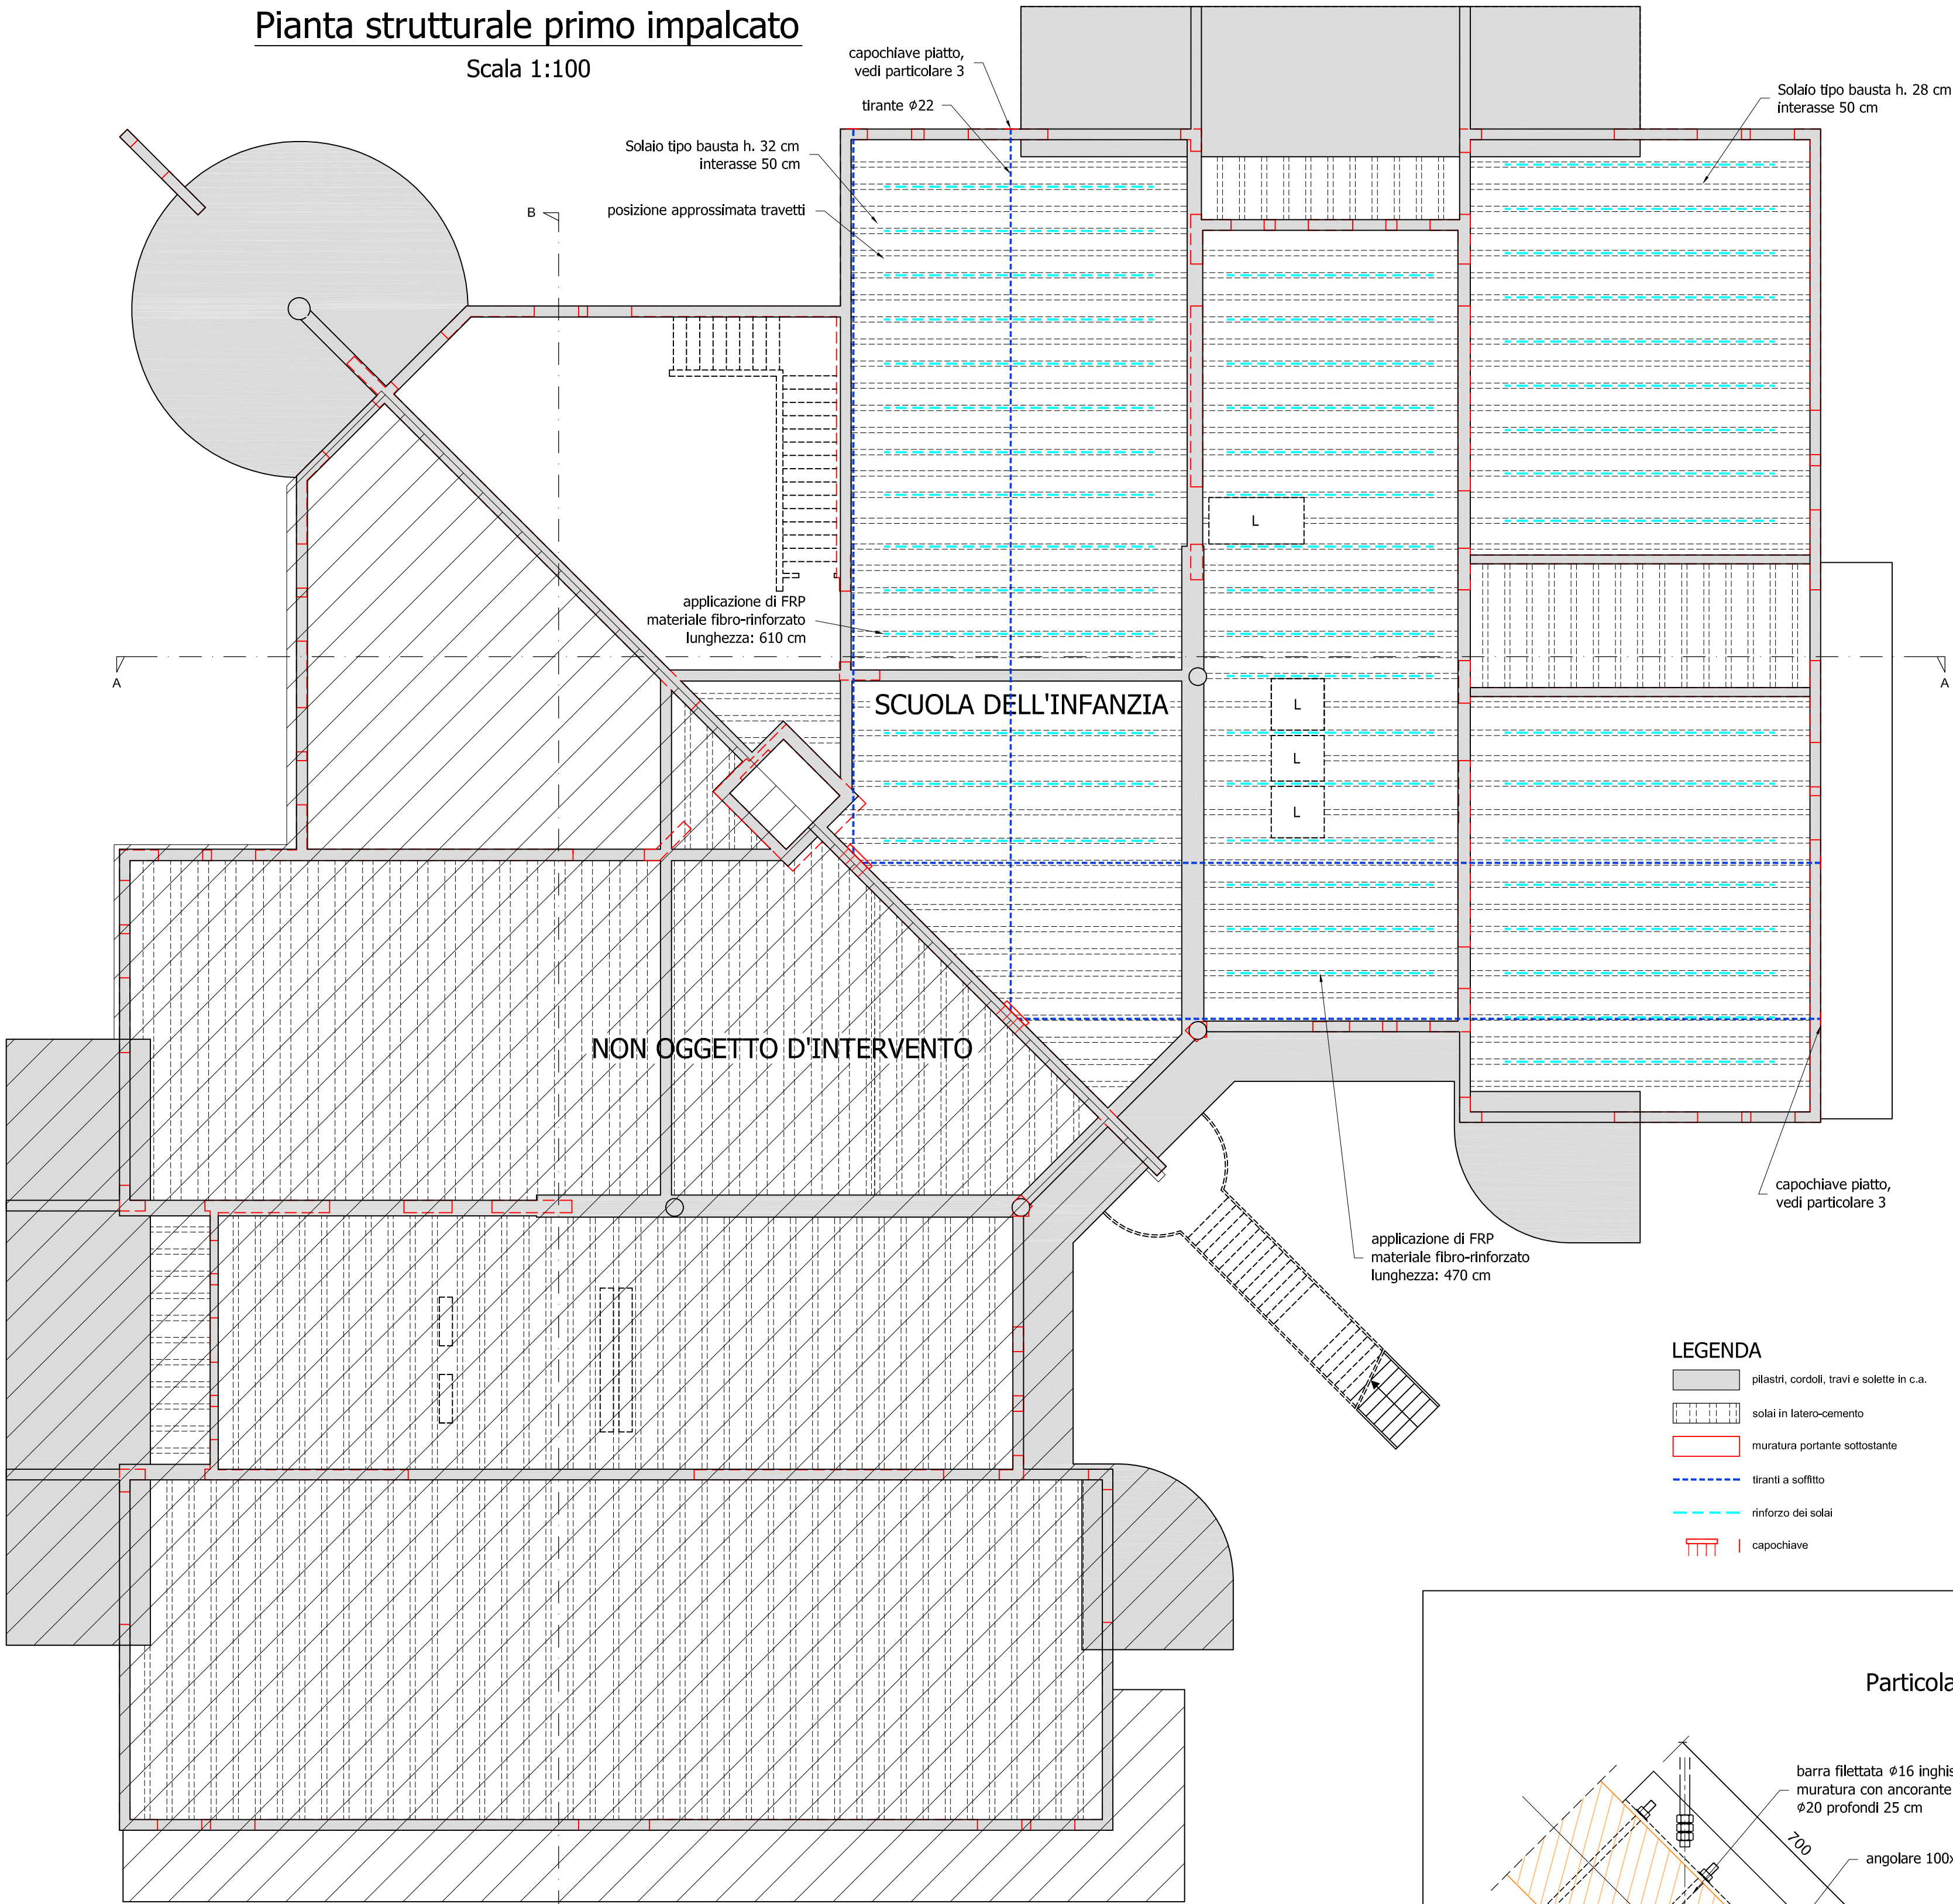 Pianta strutturale primo impalcato
Scala 1:100
capochiave piatto,
vedi particolare 3
tirante ϕ22
Solaio tipo bausta h. 32 cm
interasse 50 cm
posizione approssimata travetti
Solaio tipo bausta h. 28 cm
interasse 50 cm
B
L
applicazione di FRP
materiale fibro-rinforzato
lunghezza: 610 cm
A
A
SCUOLA DELL'INFANZIA
L
L
L
NON OGGETTO D'INTERVENTO
capochiave piatto,
vedi particolare 3
applicazione di FRP
materiale fibro-rinforzato
lunghezza: 470 cm
LEGENDA
pilastri, cordoli, travi e solette in c.a.
solai in latero-cemento
muratura portante sottostante
tiranti a soffitto
rinforzo dei solai
capochiave
Particola
barra filettata ϕ16 inghis
muratura con ancorante
ϕ20 profondi 25 cm
700
angolare 100x